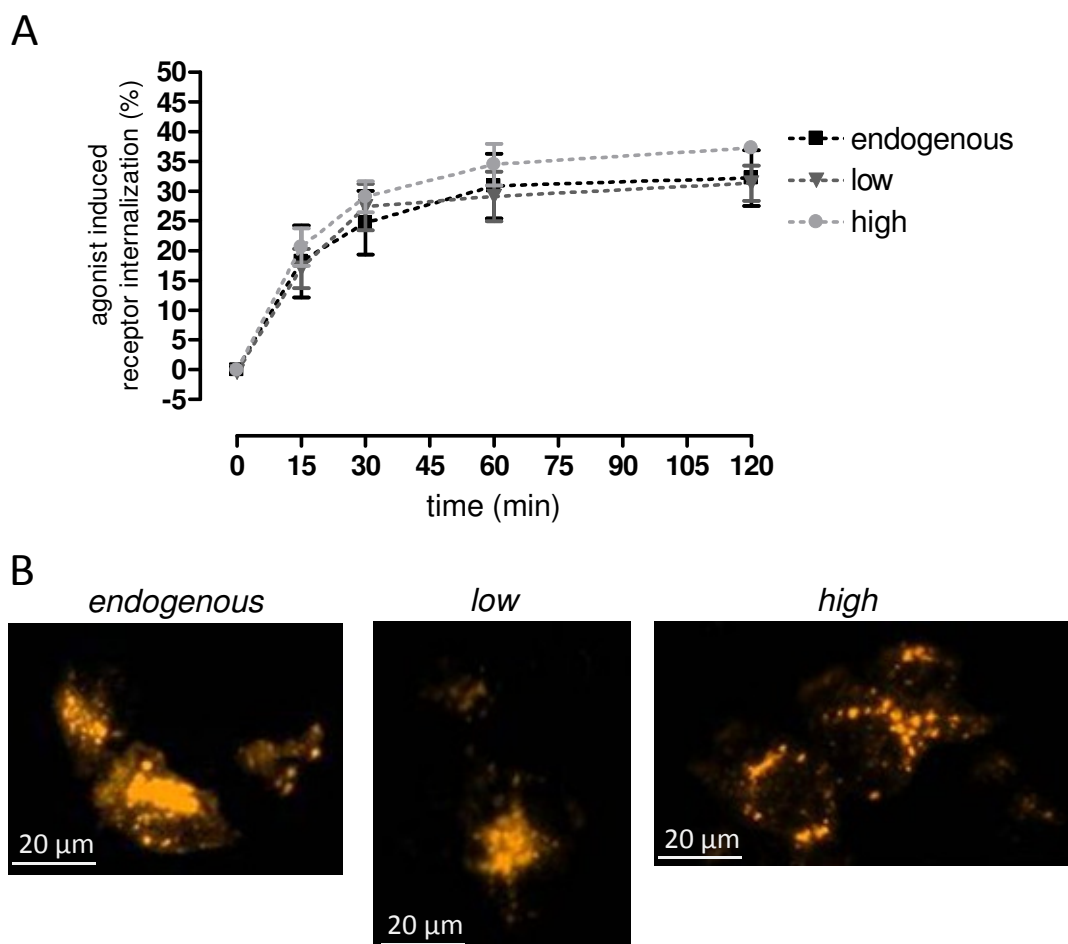 A
agonist induced
receptor internalization (%)
50
45
40
35
30
25
20
15
10
5
0
-5
endogenous
low
high
0 15 30 45 60 75 90 105 120
time (min)
B
endogenous low high
20 µm 20 µm 20 µm